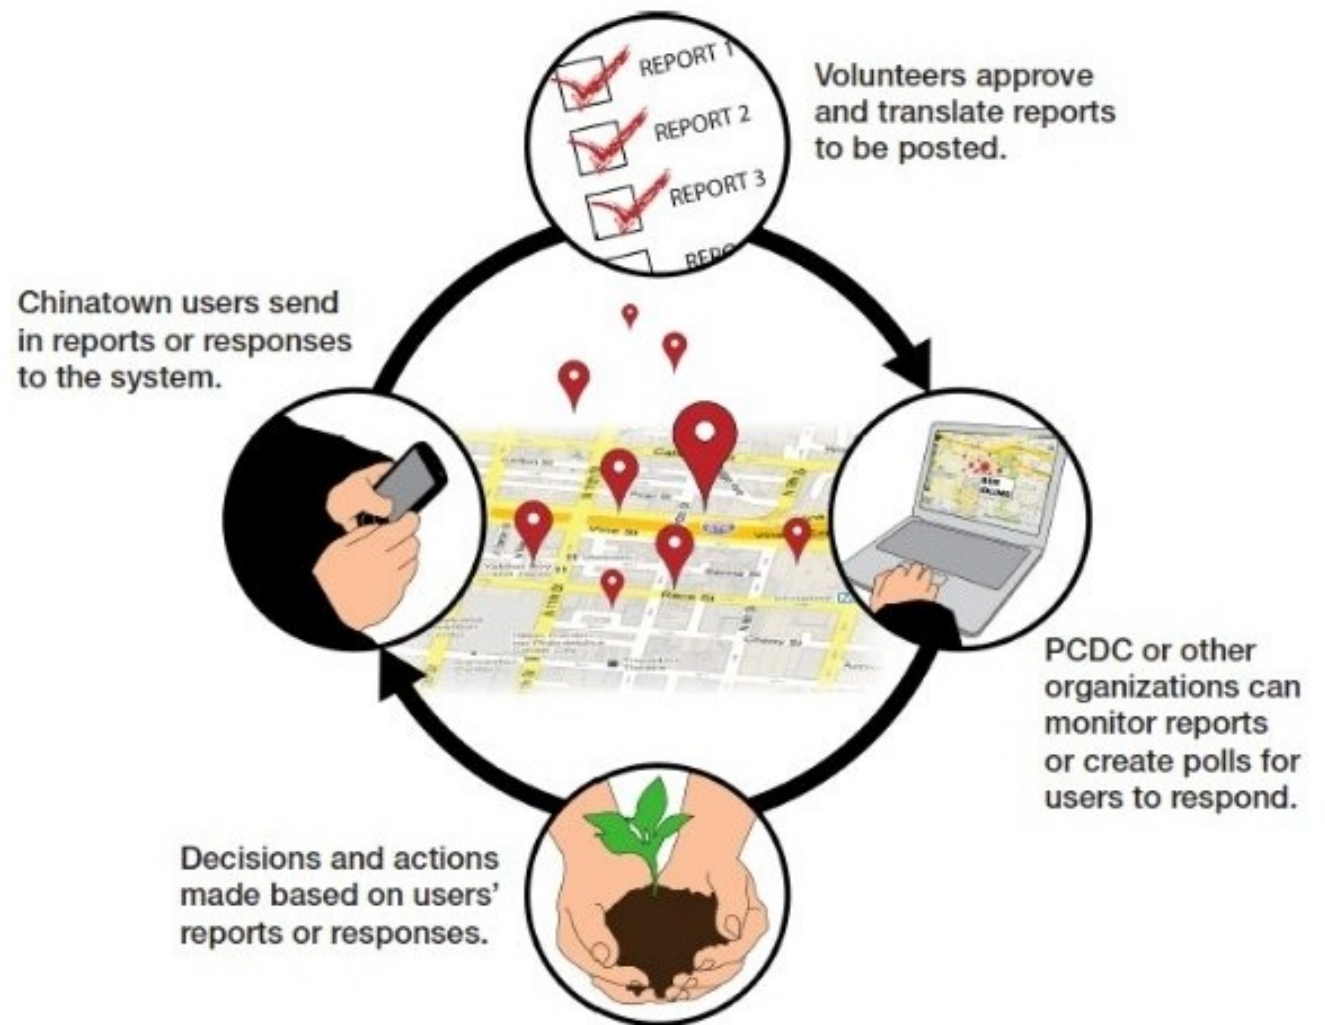 REPORT 1
REPORT 2
REPORT 3
Volunteers approve
and translate reports
to be posted.
Chinatown users send
in reports or responses
to the system.
Vine St
Race St
Cherry St
N 11th St
PCDC or other
organizations can
monitor reports
or create polls for
users to respond.
Decisions and actions
made based on users’
reports or responses.